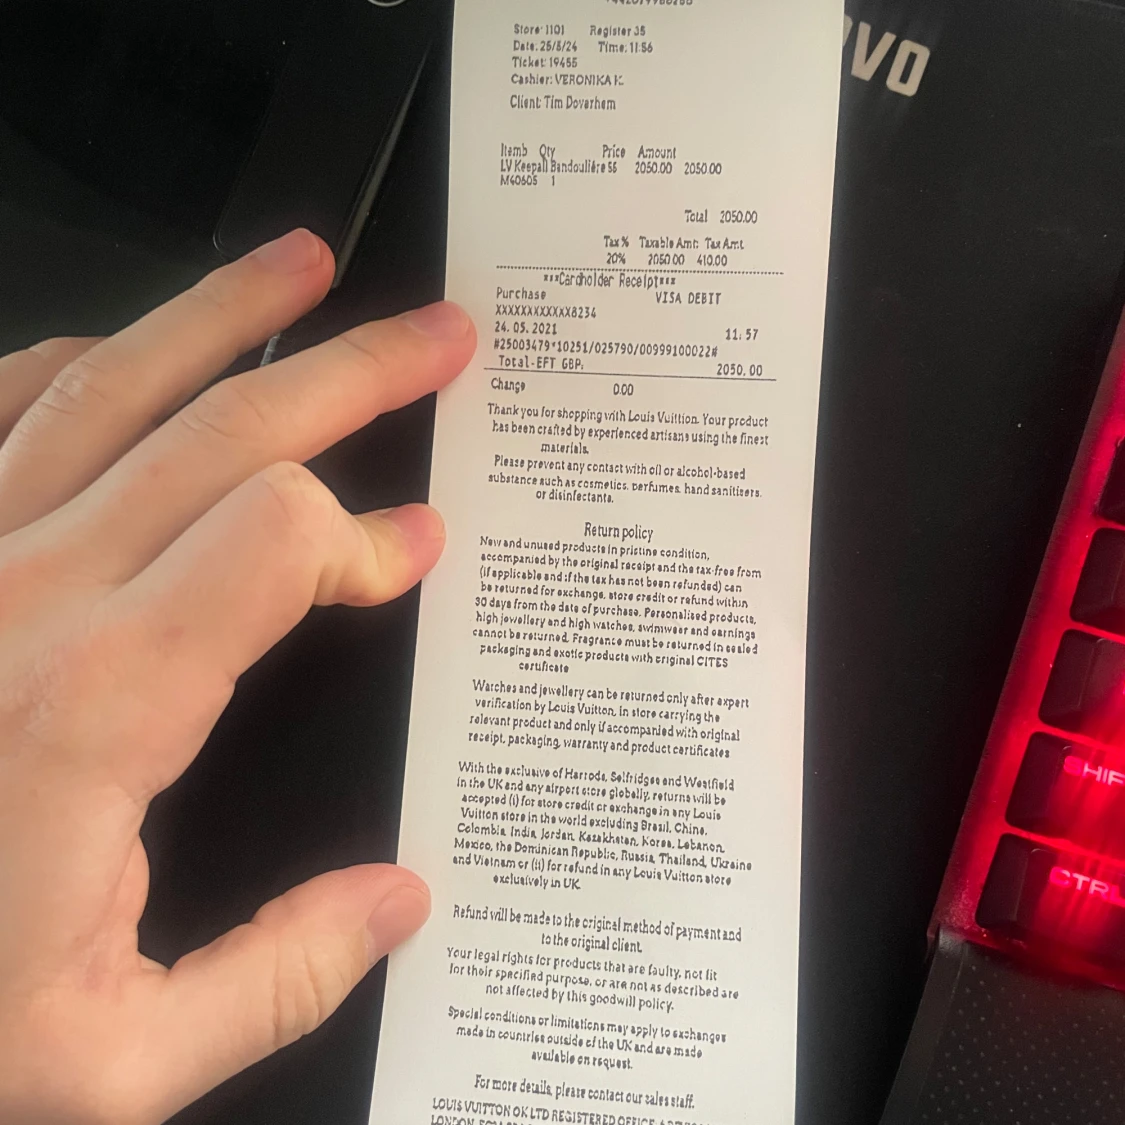 Store: 1101 Register 35
Date: 25/5/24 Time: 11:56
Ticket: 19455
Cashier: VERONIKA K.
Client: Tim Doverhem
Itemb Qty Price Amount
LV Keepall Bandoulière 55 2050.00 2050.00
M40605 1
Total 2050.00
Tax % Taxable Amt: Tax Amt
20% 2050.00 410.00
***Cardholder Receipt***
Purchase VISA DEBIT
XXXXXXXXXXXX8234
24.05.2021 11:57
#25003479*10251/025790/00999100022#
Total-EFT GBP: 2050.00
Change 0.00
Thank you for shopping with Louis Vuittion. Your product
has been crafted by experienced artisans using the finest
materials.
Please prevent any contact with oil or alcohol-based
substance such as cosmetics, perfumes, hand sanitizers,
or disinfectants.
Return policy
New and unused products in pristine condition,
accompanied by the original receipt and the tax-free from
(if applicable and if the tax has not been refunded) can
be returned for exchange, store credit or refund within
30 days from the date of purchase. Personalised products,
high jewellery and high watches, swimwear and earnings
cannot be returned. Fragrance must be returned in sealed
packaging and exotic products with original CITES
certificate
Warches and jewellery can be returned only after expert
verification by Louis Vuitton, in store carrying the
relevant product and only if accompanied with original
receipt, packaging, warranty and product certificates
With the exclusive of Harrods, Selfridges and Westfield
in the UK and any airport store globally, returns will be
accepted (i) for store credit or exchange in any Louis
Vuitton store in the world excluding Brasil, China,
Colombia, India, Jordan, Kazakhstan, Korea, Lebanon,
Mexico, the Dominican Republic, Russia, Thailand, Ukraine
and Vietnam or (ii) for refund in any Louis Vuitton store
exclusively in UK
Refund will be made to the original method of payment and
to the original client.
Your legal rights for products that are faulty, not fit
for their specified purpose, or are not as described are
not affected by this goodwill policy.
Special conditions or limitations may apply to exchanges
made in countries outside of the UK and are made
available on request.
For more details, please contact our sales staff.
LOUIS VUITTON OK LTD REGISTERED OFFICE:
LONDON,
VO
SHIF
CTRL